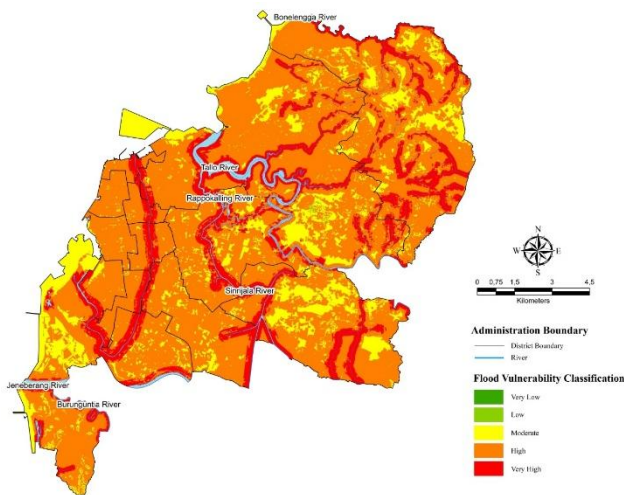 Bonelengga River
Tallo River
Rappokalling River
Sinrijala River
Jeneberang River
Burunguntia River
N
W E
S
0 0,75 1,5 3 4,5
Kilometers
Administration Boundary
District Boundary
River
Flood Vulnerability Classification
Very Low
Low
Moderate
High
Very High